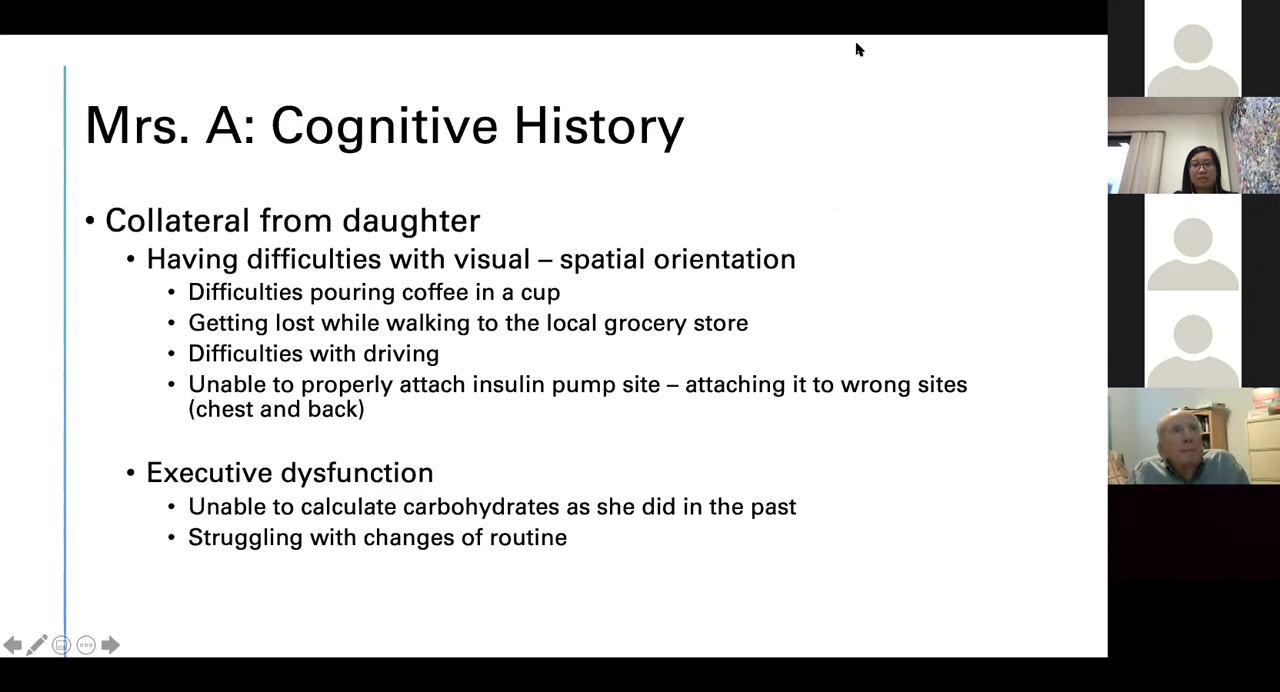 Mrs. A: Cognitive History
• Collateral from daughter
• Having difficulties with visual – spatial orientation
• Difficulties pouring coffee in a cup
• Getting lost while walking to the local grocery store
• Difficulties with driving
• Unable to properly attach insulin pump site – attaching it to wrong sites
(chest and back)
• Executive dysfunction
• Unable to calculate carbohydrates as she did in the past
• Struggling with changes of routine